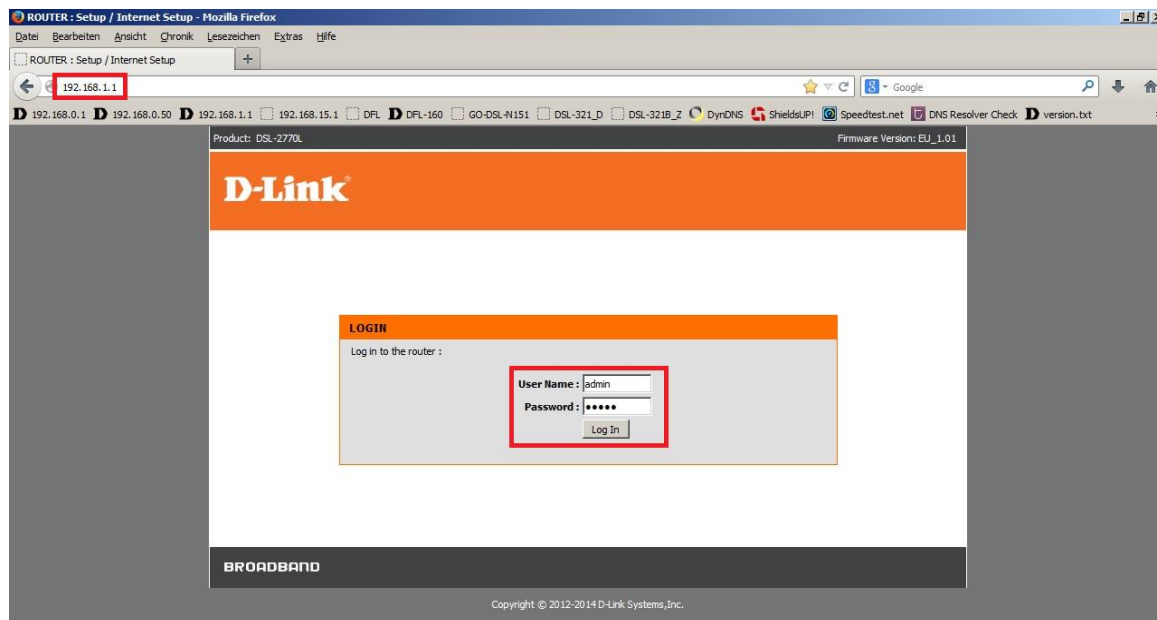 ROUTER : Setup / Internet Setup - Mozilla Firefox
Datei Bearbeiten Ansicht Chronik Lesezeichen Extras Hilfe
ROUTER : Setup / Internet Setup +
192.168.1.1 Google
192.168.0.1 192.168.0.50 192.168.1.1 192.168.15.1 DFL DFL-160 GO-DSL-N151 DSL-321_D DSL-321B_Z DynDNS ShieldsUP! Speedtest.net DNS Resolver Check version.txt
Product: DSL-2770L Firmware Version: EU_1.01
D-Link
LOGIN
Log in to the router :
User Name : admin
Password : •••••
Log In
BROADBAND
Copyright © 2012-2014 D-Link Systems,Inc.